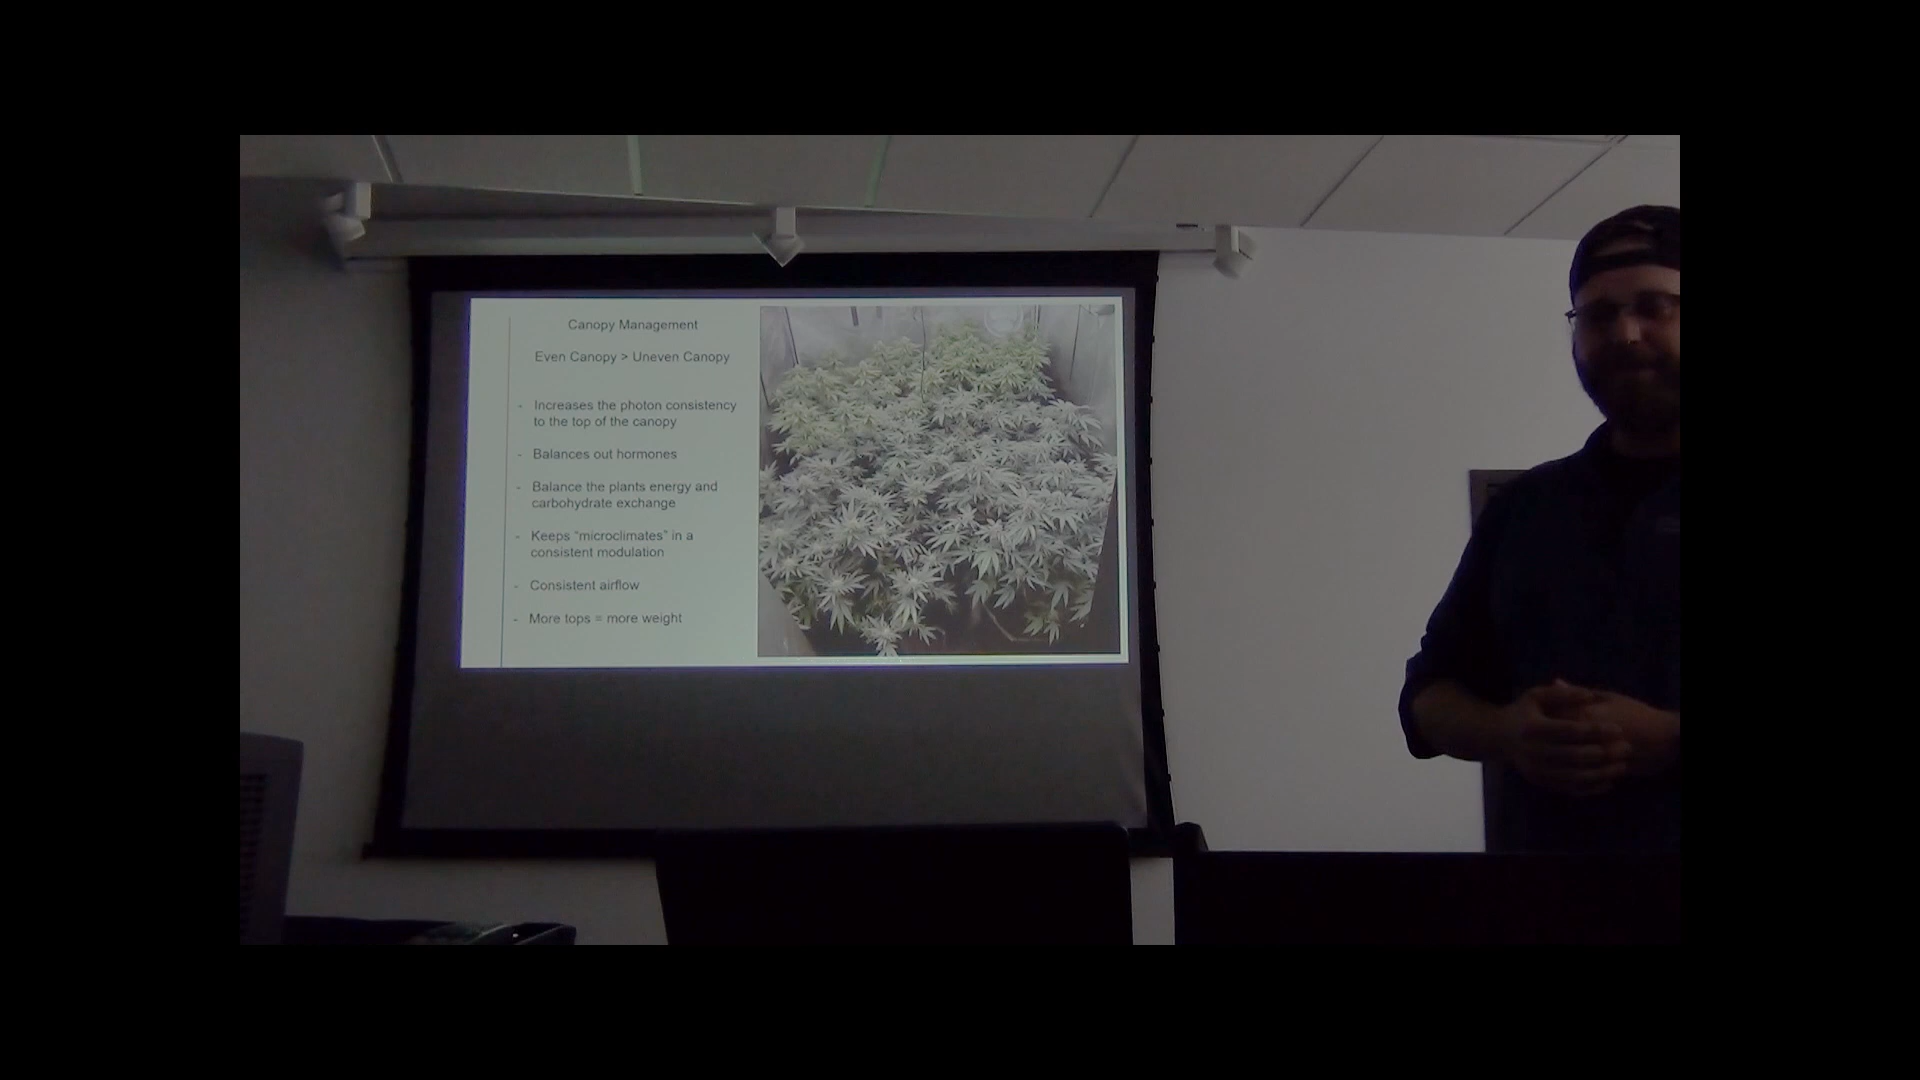 Canopy Management
Even Canopy > Uneven Canopy
- Increases the photon consistency
to the top of the canopy
- Balances out hormones
- Balance the plants energy and
carbohydrate exchange
- Keeps "microclimates" in a
consistent modulation
- Consistent airflow
- More tops = more weight